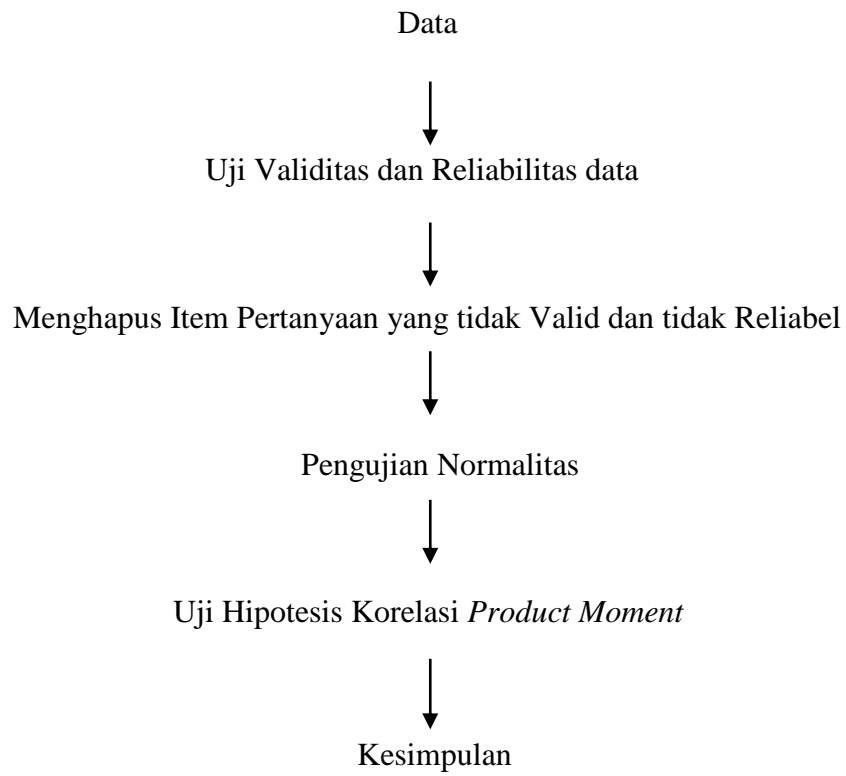 Data
Uji Validitas dan Reliabilitas data
Menghapus Item Pertanyaan yang tidak Valid dan tidak Reliabel
Pengujian Normalitas
Uji Hipotesis Korelasi Product Moment
Kesimpulan